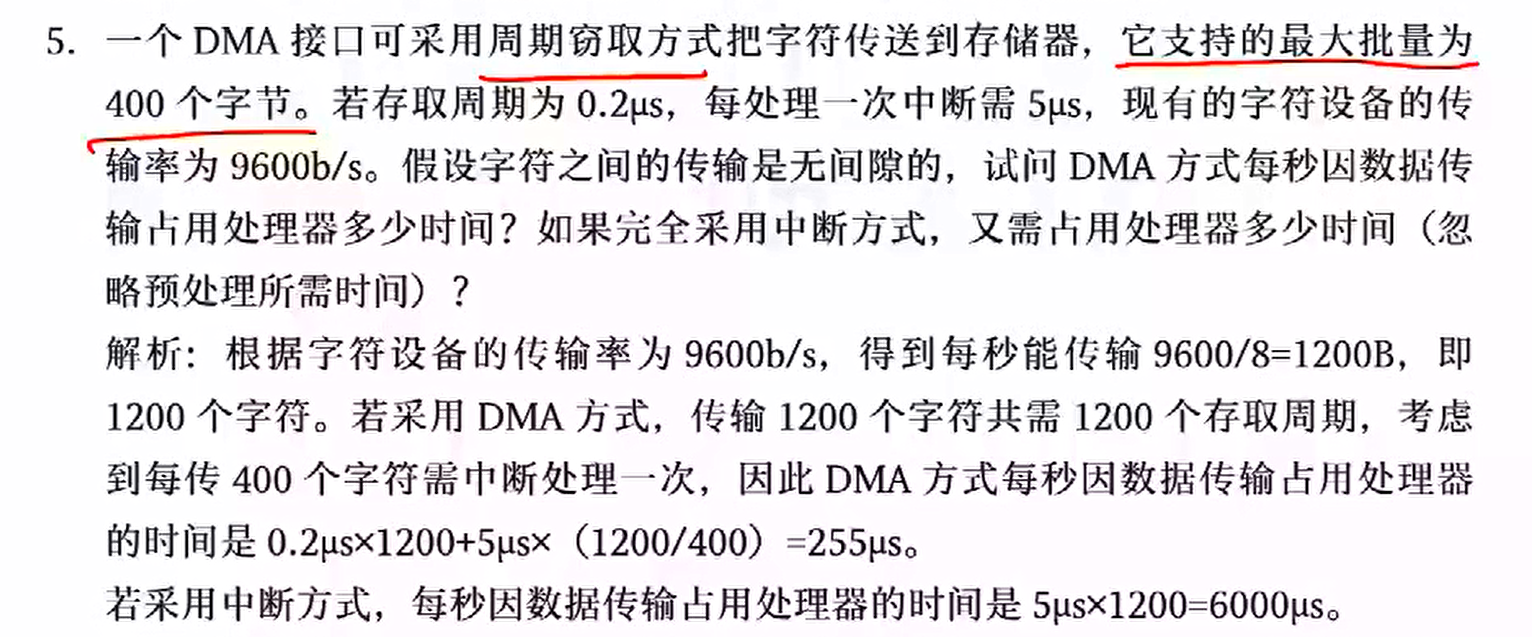 5. 一个 DMA 接口可采用周期窃取方式把字符传送到存储器，它支持的最大批量为
400 个字节。若存取周期为 0.2μs，每处理一次中断需 5μs，现有的字符设备的传
输率为 9600b/s。假设字符之间的传输是无间隙的，试问 DMA 方式每秒因数据传
输占用处理器多少时间？如果完全采用中断方式，又需占用处理器多少时间（忽
略预处理所需时间）？
解析：根据字符设备的传输率为 9600b/s，得到每秒能传输 9600/8=1200B，即
1200 个字符。若采用 DMA 方式，传输 1200 个字符共需 1200 个存取周期，考虑
到每传 400 个字符需中断处理一次，因此 DMA 方式每秒因数据传输占用处理器
的时间是 0.2μs×1200+5μs×（1200/400）=255μs。
若采用中断方式，每秒因数据传输占用处理器的时间是 5μs×1200=6000μs。